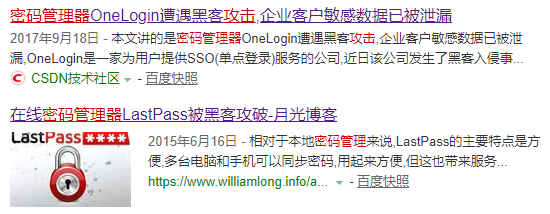 密码管理器OneLogin遭遇黑客攻击,企业客户敏感数据已被泄漏
2017年9月18日 - 本文讲的是密码管理器OneLogin遭遇黑客攻击,企业客户敏感数据已被泄
漏,OneLogin是一家为用户提供SSO(单点登录)服务的公司,近日该公司发生了黑客入侵事...
CSDN技术社区 - 百度快照
在线密码管理器LastPass被黑客攻破-月光博客
LastPass ****
2015年6月16日 - 相对于本地密码管理来说,LastPass的主要特点是方
便,多台电脑和手机可以同步密码,用起来方便,但这也带来服务...
https://www.williamlong.info/a... - 百度快照